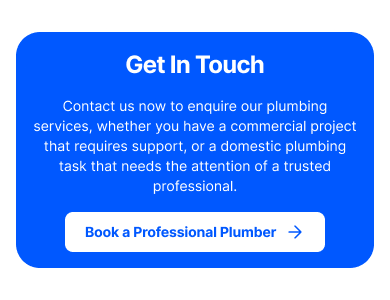 Get In Touch
Contact us now to enquire our plumbing
services, whether you have a commercial project
that requires support, or a domestic plumbing
task that needs the attention of a trusted
professional.
Book a Professional Plumber